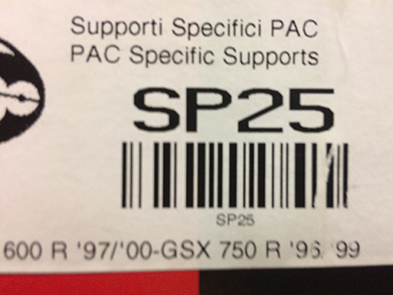 Supporti Specifici PAC
PAC Specific Supports
SP25
SP25
600 R '97/'00-GSX 750 R '96/'99